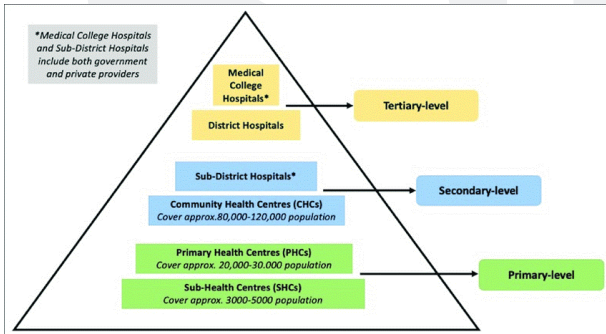 *Medical College Hospitals
and Sub-District Hospitals
include both government
and private providers
Medical
College
Hospitals*
District Hospitals
Tertiary-level
Sub-District Hospitals*
Community Health Centres (CHCs)
Cover approx.80,000-120,000 population
Secondary-level
Primary Health Centres (PHCs)
Cover approx. 20,000-30.000 population
Sub-Health Centres (SHCs)
Cover approx. 3000-5000 population
Primary-level